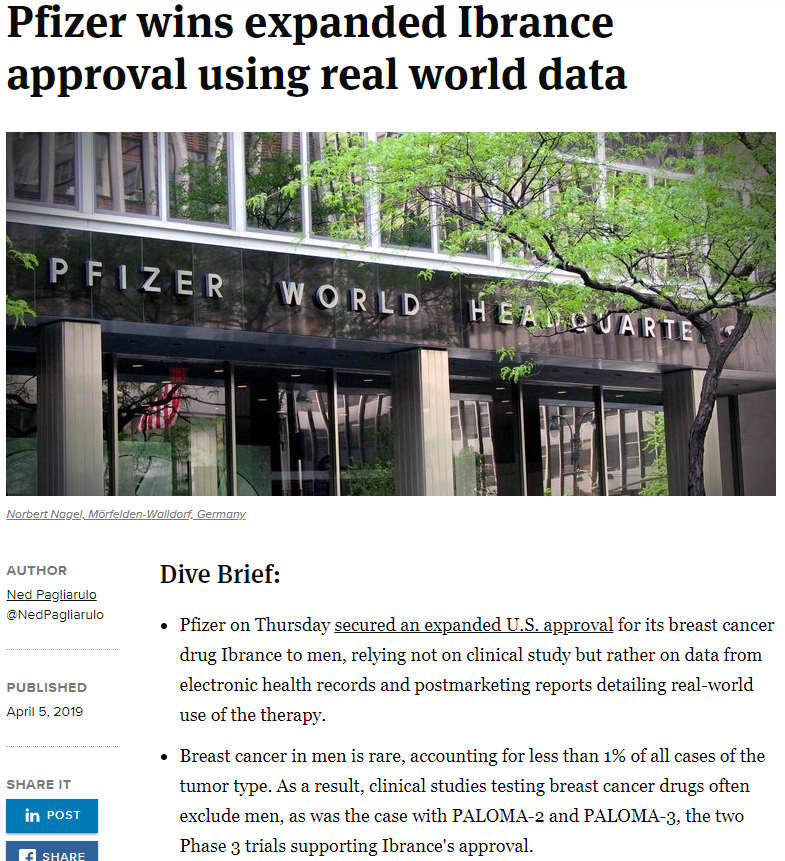 Pfizer wins expanded Ibrance
approval using real world data
PFIZER WORLD HEADQUARTE
Norbert Nagel, Mörfelden-Walldorf, Germany
AUTHOR
Ned Pagliarulo
@NedPagliarulo
PUBLISHED
April 5, 2019
SHARE IT
in POST
f SHARE
Dive Brief:
• Pfizer on Thursday secured an expanded U.S. approval for its breast cancer
drug Ibrance to men, relying not on clinical study but rather on data from
electronic health records and postmarketing reports detailing real-world
use of the therapy.
• Breast cancer in men is rare, accounting for less than 1% of all cases of the
tumor type. As a result, clinical studies testing breast cancer drugs often
exclude men, as was the case with PALOMA-2 and PALOMA-3, the two
Phase 3 trials supporting Ibrance's approval.